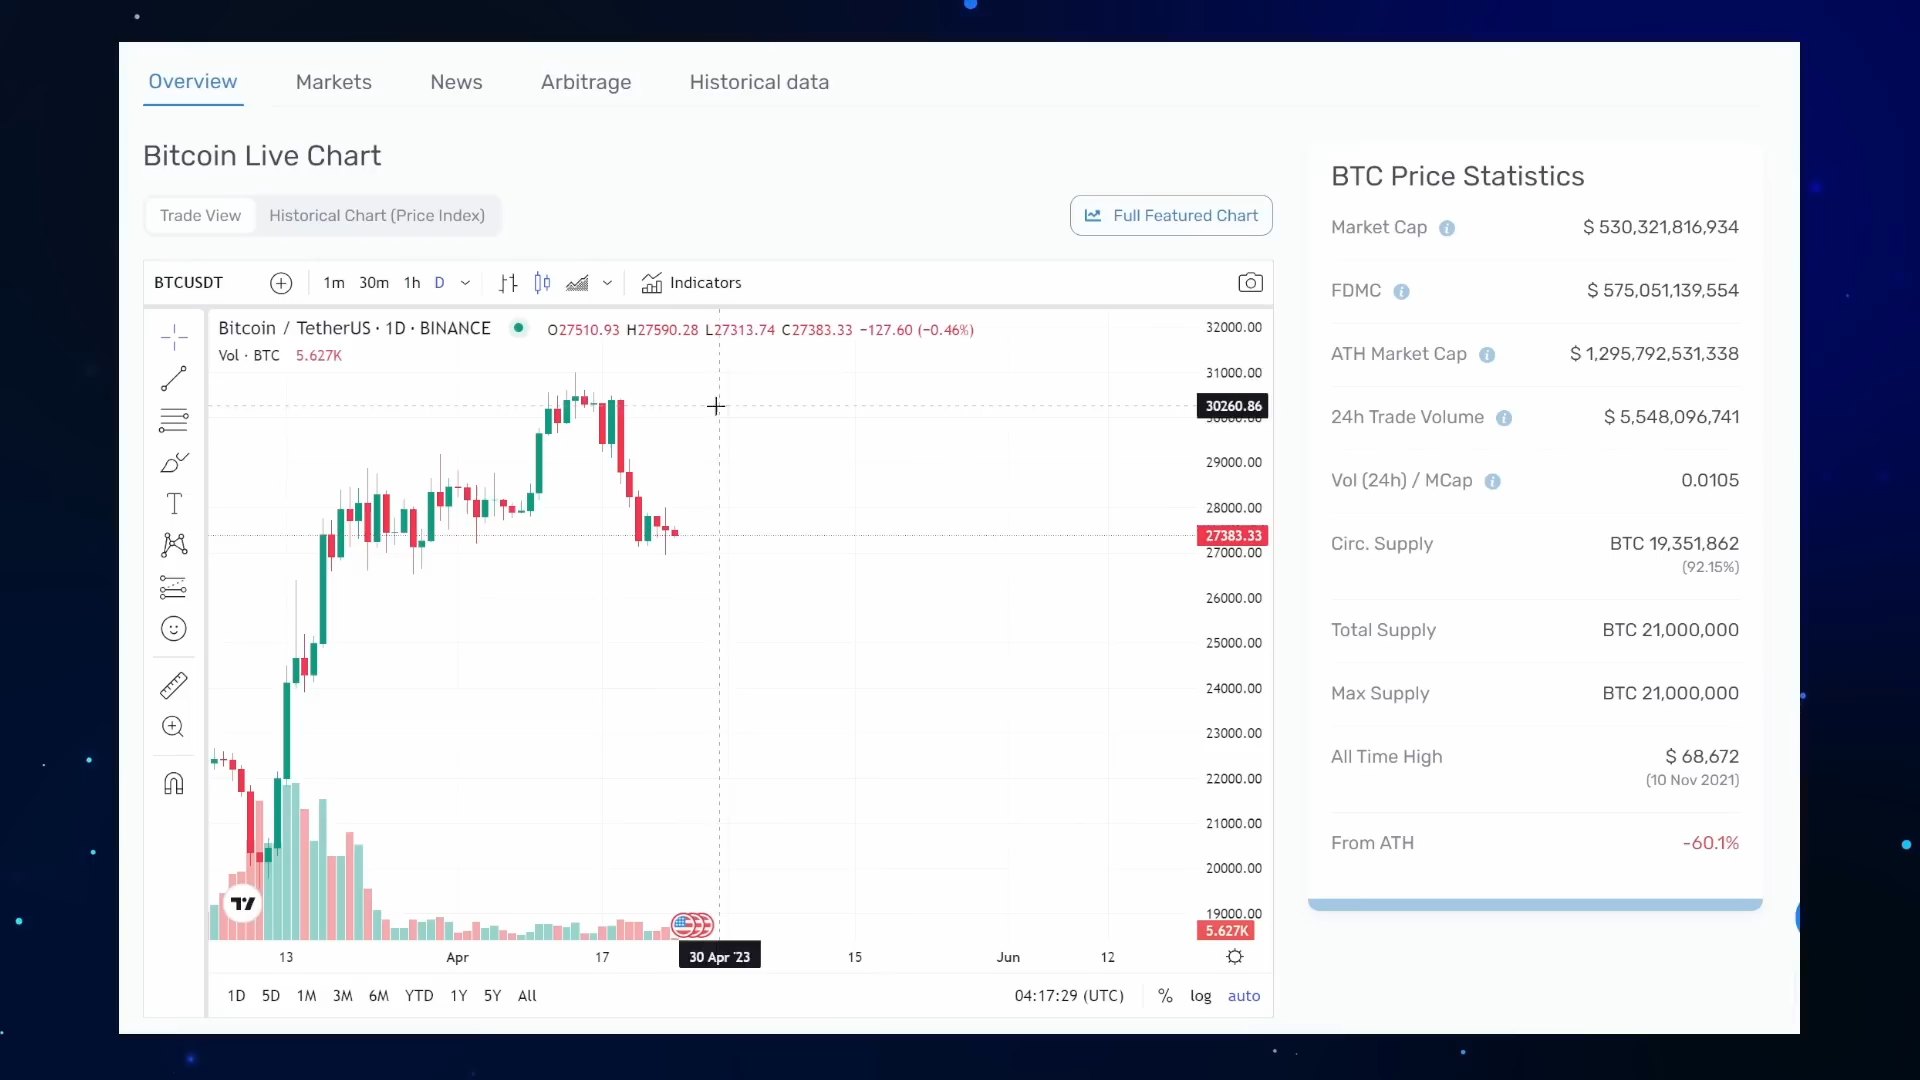 Overview Markets News Arbitrage Historical data
Bitcoin Live Chart
Trade View Historical Chart (Price Index)
Full Featured Chart
BTCUSDT 1m 30m 1h D Indicators
Bitcoin / TetherUS · 1D · BINANCE O27510.93 H27590.28 L27313.74 C27383.33 −127.60 (−0.46%)
Vol · BTC 5.627K
32000.00
31000.00
30260.86
29000.00
28000.00
27383.33
27000.00
26000.00
25000.00
24000.00
23000.00
22000.00
21000.00
20000.00
19000.00
5.627K
13 Apr 17 30 Apr '23 15 Jun 12
1D 5D 1M 3M 6M YTD 1Y 5Y All
04:17:29 (UTC) % log auto
BTC Price Statistics
Market Cap $ 530,321,816,934
FDMC $ 575,051,139,554
ATH Market Cap $ 1,295,792,531,338
24h Trade Volume $ 5,548,096,741
Vol (24h) / MCap 0.0105
Circ. Supply BTC 19,351,862
(92.15%)
Total Supply BTC 21,000,000
Max Supply BTC 21,000,000
All Time High $ 68,672
(10 Nov 2021)
From ATH -60.1%